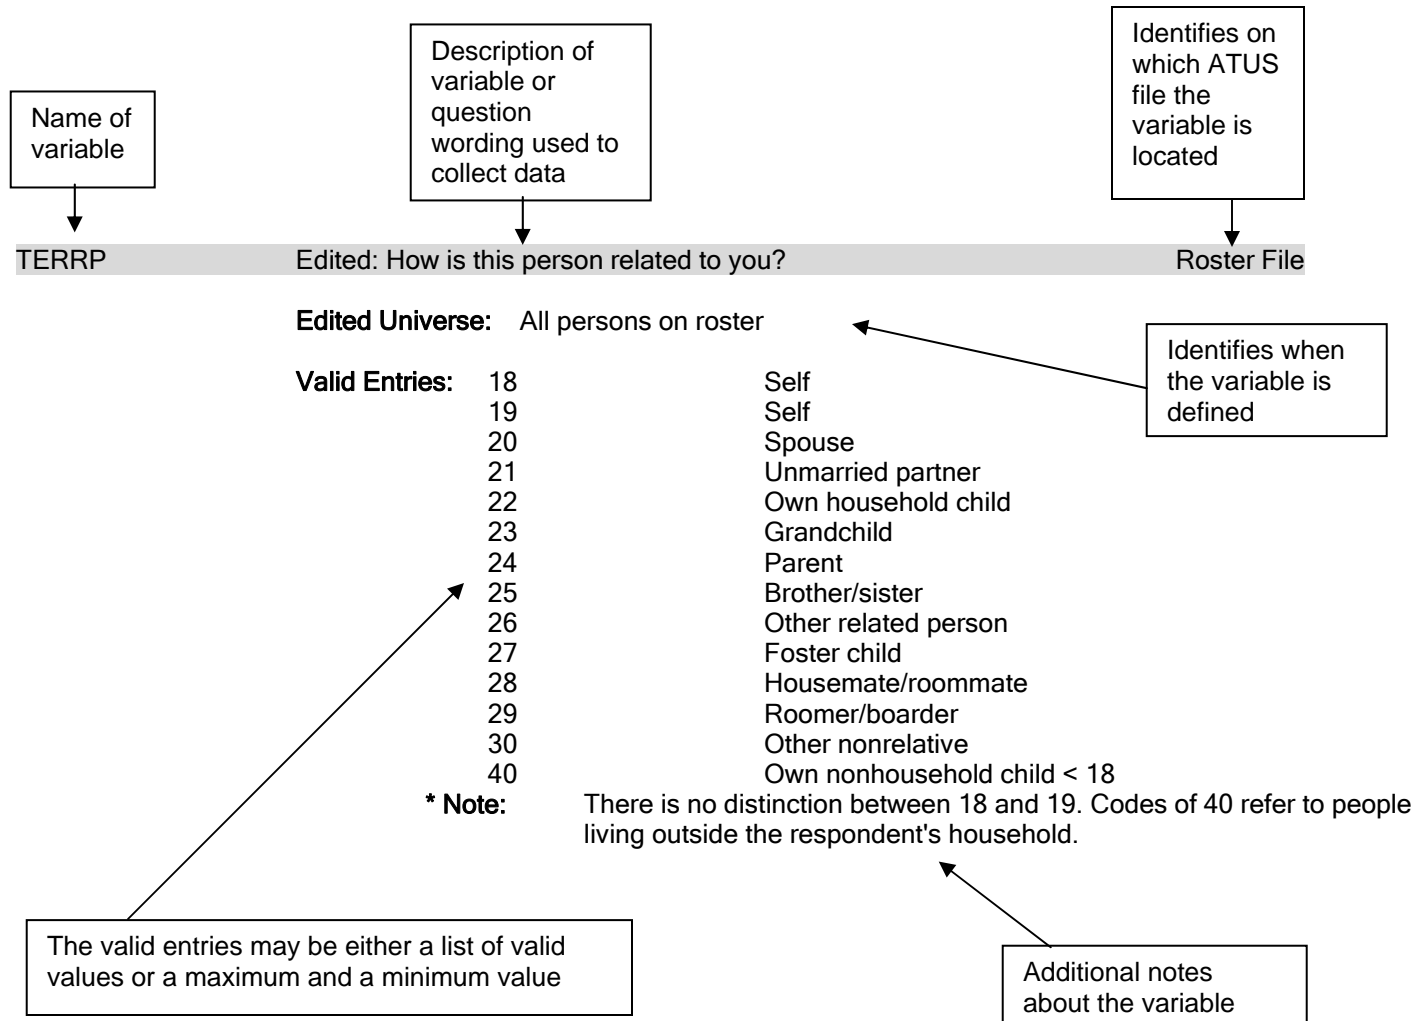 Name of
variable
Description of
variable or
question
wording used to
collect data
Identifies on
which ATUS
file the
variable is
located
TERRP Edited: How is this person related to you? Roster File
Edited Universe: All persons on roster
Identifies when
the variable is
defined
Valid Entries: 18 Self
19 Self
20 Spouse
21 Unmarried partner
22 Own household child
23 Grandchild
24 Parent
25 Brother/sister
26 Other related person
27 Foster child
28 Housemate/roommate
29 Roomer/boarder
30 Other nonrelative
40 Own nonhousehold child < 18
* Note: There is no distinction between 18 and 19. Codes of 40 refer to people
living outside the respondent's household.
The valid entries may be either a list of valid
values or a maximum and a minimum value
Additional notes
about the variable